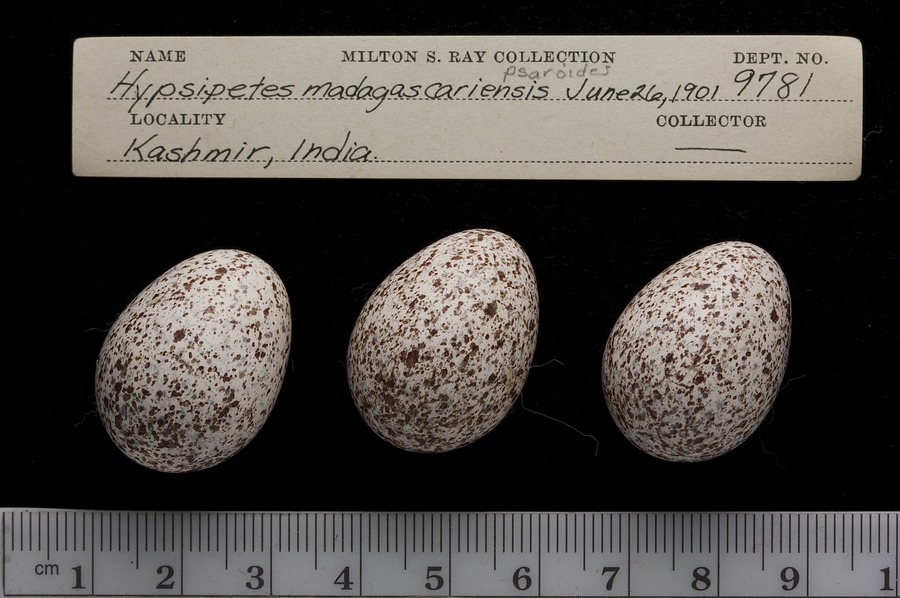 NAME MILTON S. RAY COLLECTION DEPT. NO.
psaroides
Hypsipetes madagascariensis June 26, 1901 9781
LOCALITY COLLECTOR
Kashmir, India.
cm 1 2 3 4 5 6 7 8 9 1